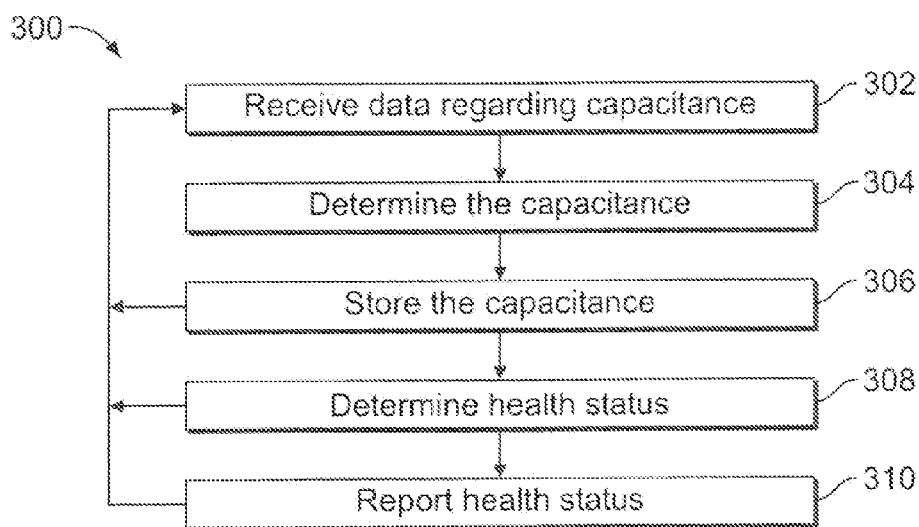 300
Receive data regarding capacitance
302
Determine the capacitance
304
Store the capacitance
306
Determine health status
308
Report health status
310